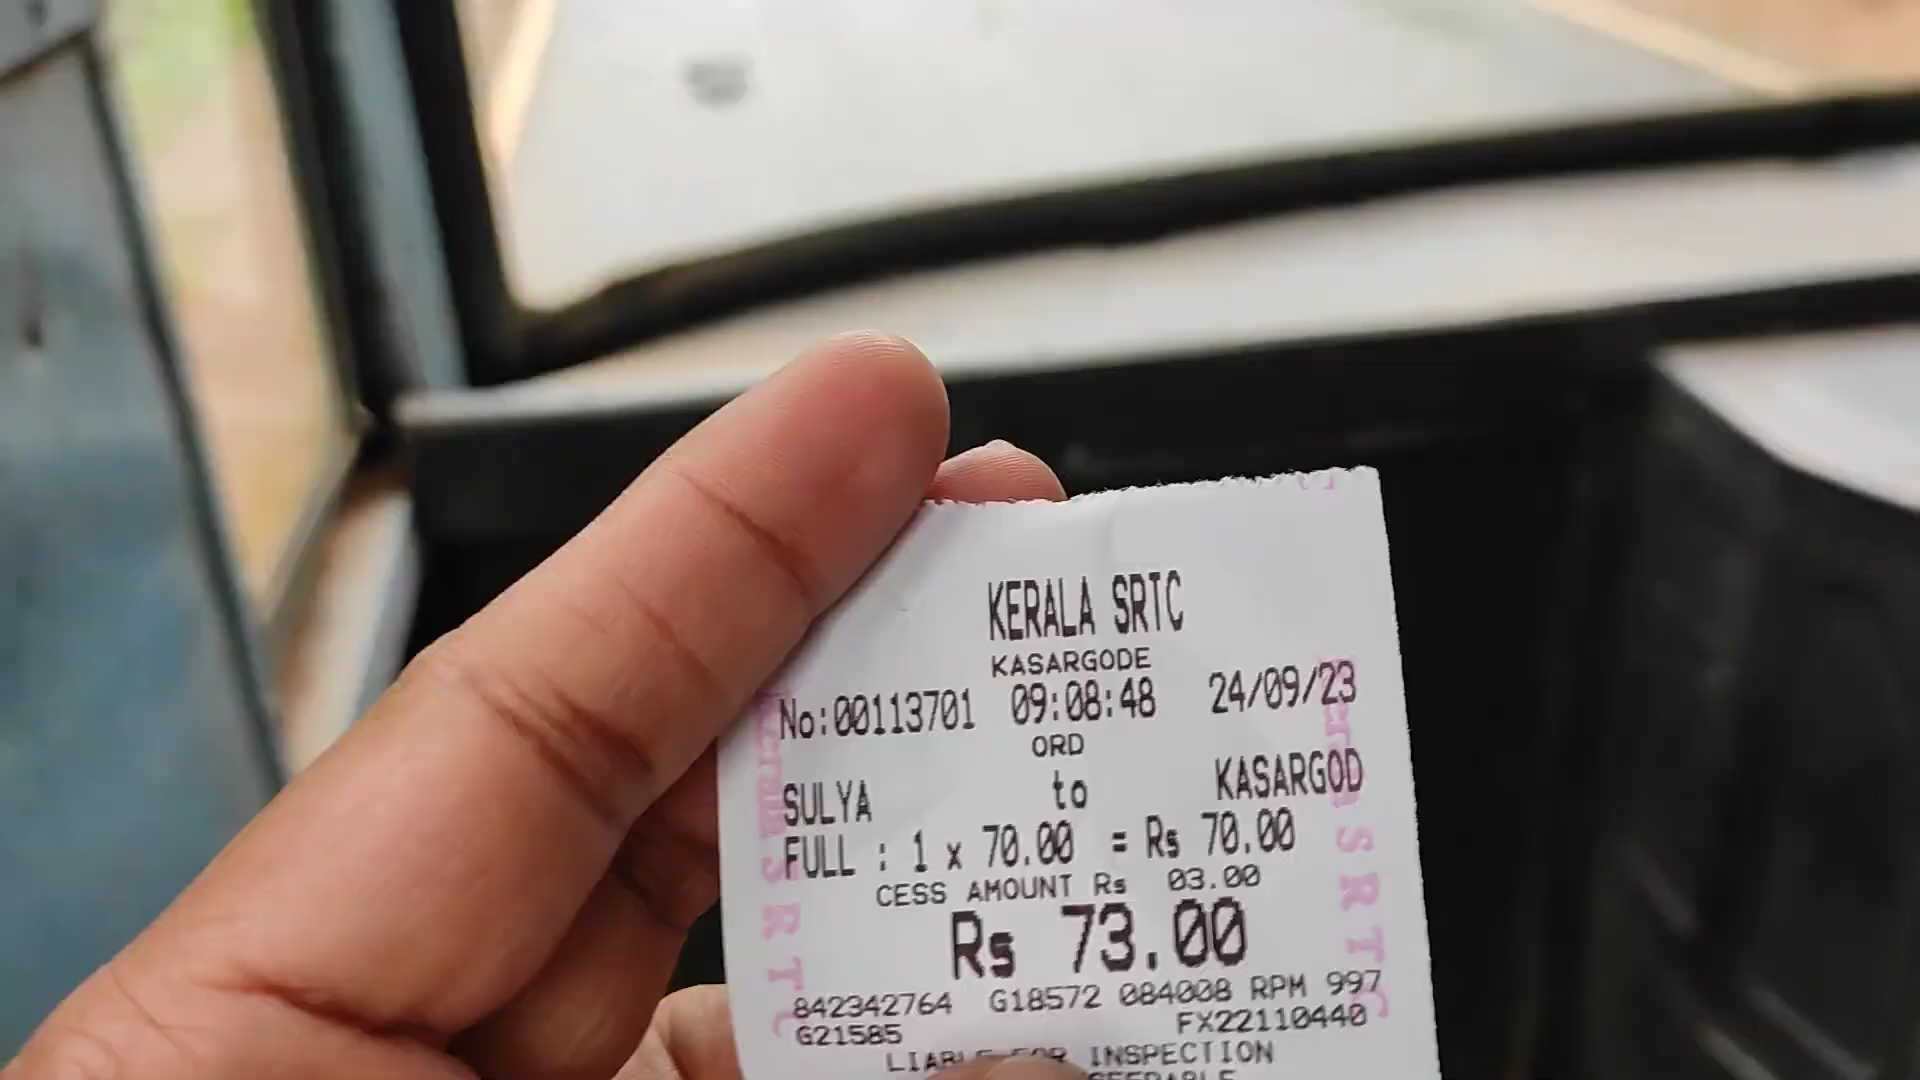 KERALA SRTC
KASARGODE
No:00113701 09:08:48 24/09/23
ORD
SULYA to KASARGOD
FULL : 1 x 70.00 = Rs 70.00
CESS AMOUNT Rs 03.00
Rs 73.00
842342764 G18572 084008 RPM 997
G21585 FX22110440
LIABLE FOR INSPECTION